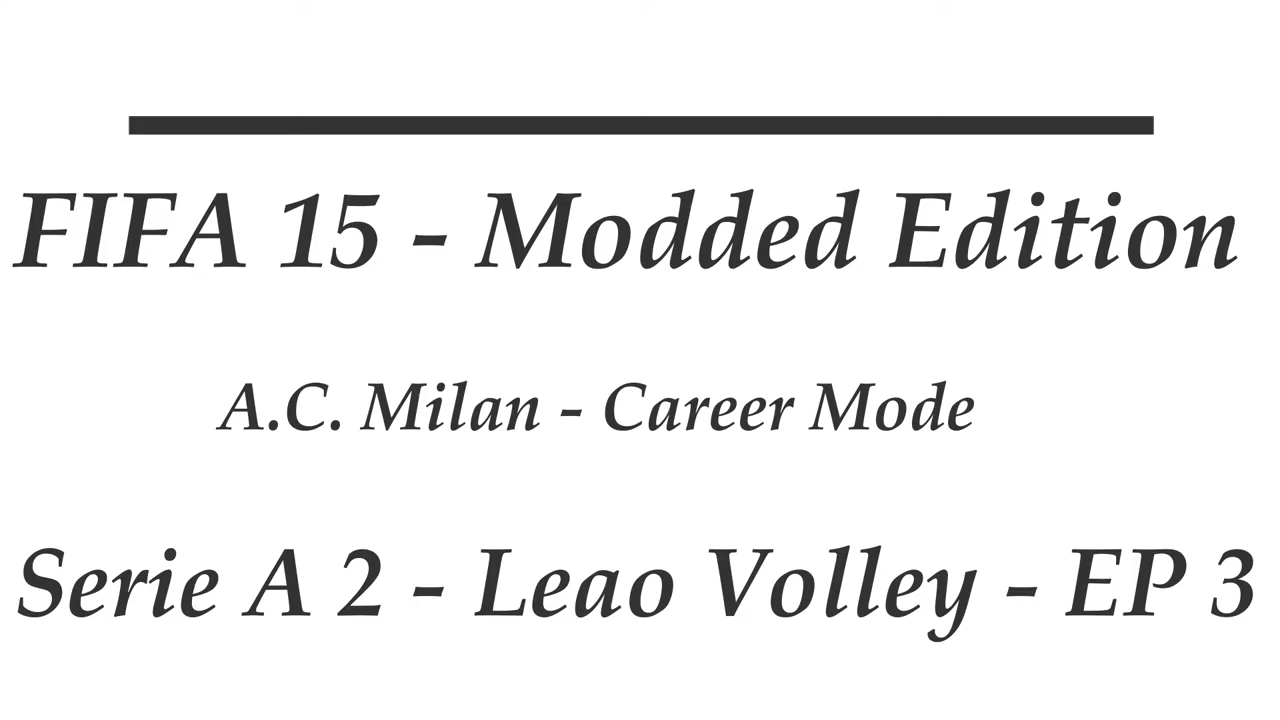 FIFA 15 - Modded Edition
A.C. Milan - Career Mode
Serie A 2 - Leao Volley - EP 3